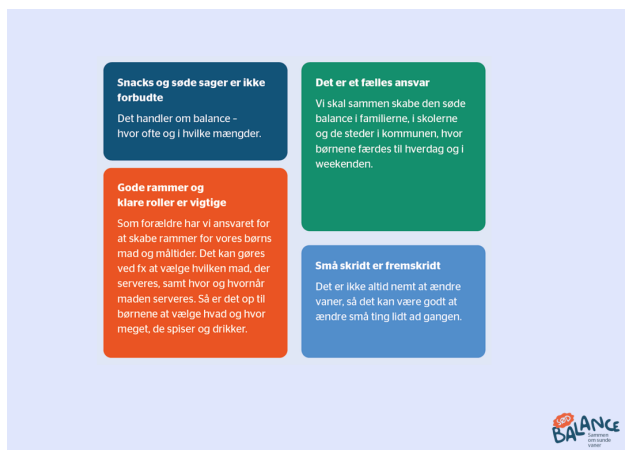 Snacks og søde sager er ikke
forbudte
Det handler om balance –
hvor ofte og i hvilke mængder.
Gode rammer og
klare roller er vigtige
Som forældre har vi ansvaret for
at skabe rammer for vores børns
mad og måltider. Det kan gøres
ved fx at vælge hvilken mad, der
serveres, samt hvor og hvornår
maden serveres. Så er det op til
børnene at vælge hvad og hvor
meget, de spiser og drikker.
Det er et fælles ansvar
Vi skal sammen skabe den søde
balance i familierne, i skolerne
og de steder i kommunen, hvor
børnene færdes til hverdag og i
weekenden.
Små skridt er fremskridt
Det er ikke altid nemt at ændre
vaner, så det kan være godt at
ændre små ting lidt ad gangen.
SØD
BALANCE
Sammen
om sunde
vaner